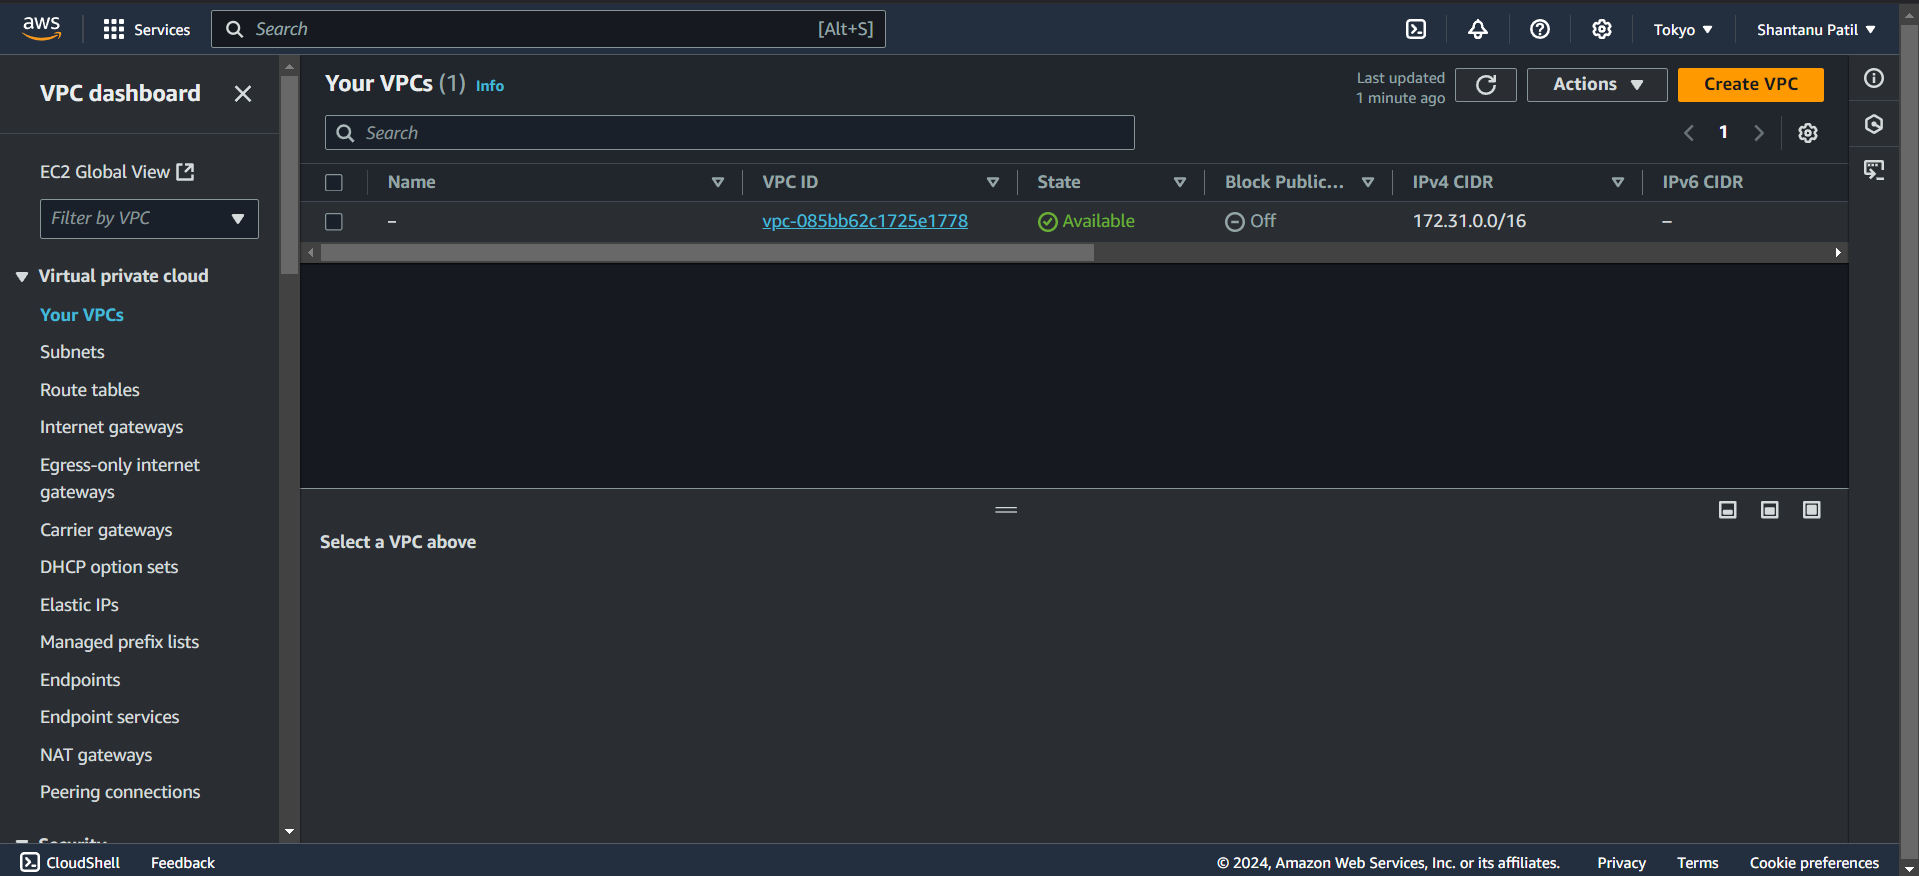 aws
Services
Search
[Alt+S]
Tokyo
Shantanu Patil
VPC dashboard
EC2 Global View
Filter by VPC
Virtual private cloud
Your VPCs
Subnets
Route tables
Internet gateways
Egress-only internet
gateways
Carrier gateways
DHCP option sets
Elastic IPs
Managed prefix lists
Endpoints
Endpoint services
NAT gateways
Peering connections
Security
Your VPCs (1) Info
Last updated
1 minute ago
Actions
Create VPC
Search
1
Name VPC ID State Block Public... IPv4 CIDR IPv6 CIDR
– vpc-085bb62c1725e1778 Available Off 172.31.0.0/16 –
Select a VPC above
CloudShell Feedback © 2024, Amazon Web Services, Inc. or its affiliates. Privacy Terms Cookie preferences